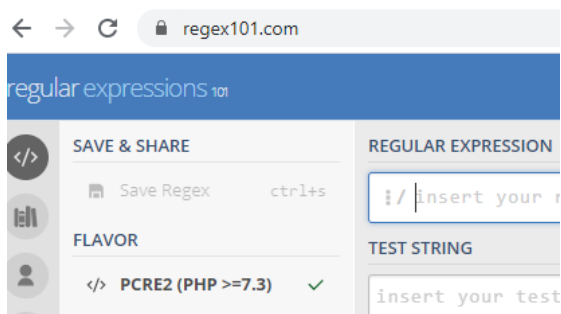 regex101.com
regular expressions 101
SAVE & SHARE
Save Regex ctrl+s
FLAVOR
</> PCRE2 (PHP >=7.3)
REGULAR EXPRESSION
/ insert your r
TEST STRING
insert your test